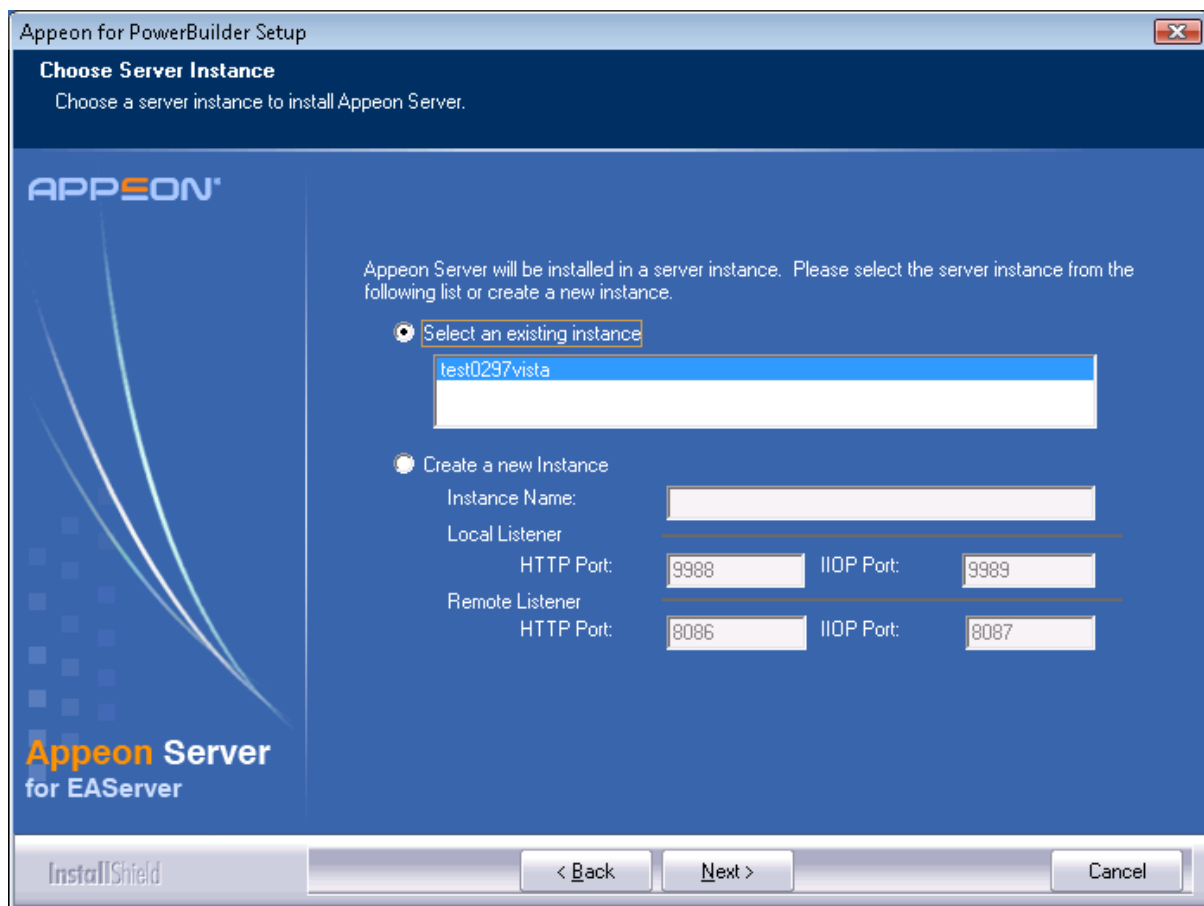 Appeon for PowerBuilder Setup
Choose Server Instance
Choose a server instance to install Appeon Server.
APPEON
Appeon Server will be installed in a server instance.  Please select the server instance from the
following list or create a new instance.
Select an existing instance
test0297vista
Create a new Instance
Instance Name:
Local Listener
HTTP Port: 9988 IIOP Port: 9989
Remote Listener
HTTP Port: 8086 IIOP Port: 8087
Appeon Server
for EAServer
InstallShield
< Back Next > Cancel